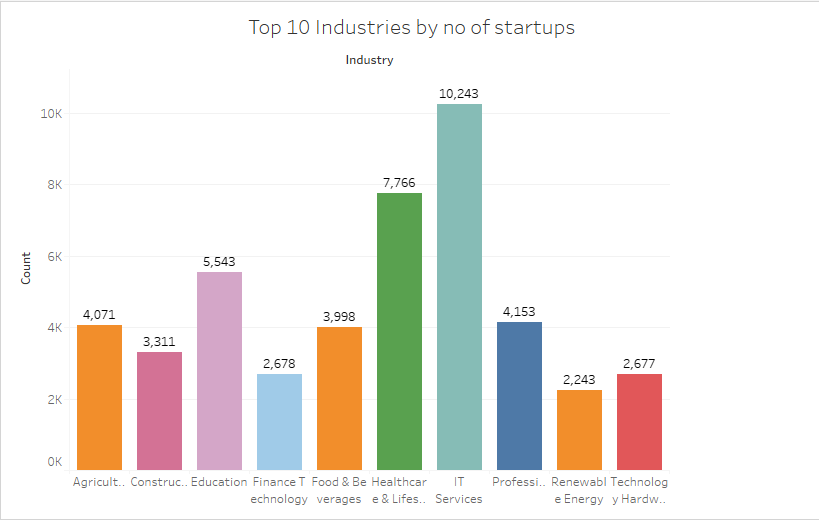 Top 10 Industries by no of startups
Industry
10,243
10K
7,766
8K
5,543
6K
Count
4,071
3,998
4,153
4K
3,311
2,678
2,677
2,243
2K
0K
Agricult.. Construc.. Education Finance T Food & Be Healthcar IT Professi.. Renewabl Technolog
echnology verages e & Lifes.. Services e Energy y Hardw..